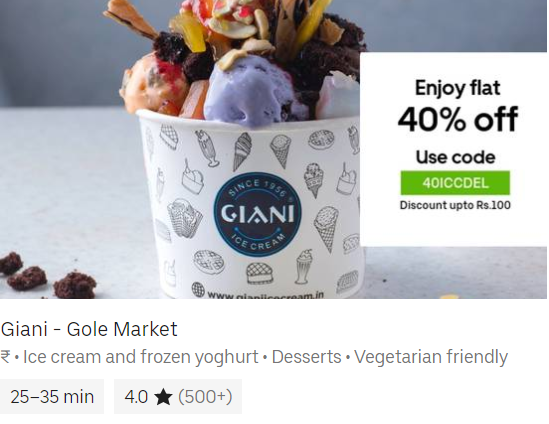 Enjoy flat
40% off
Use code
40ICCDEL
Discount upto Rs.100
SINCE 1956
GIANI
ICE CREAM
www.gianiicecream.in
Giani - Gole Market
₹ • Ice cream and frozen yoghurt • Desserts • Vegetarian friendly
25–35 min
4.0 ★ (500+)